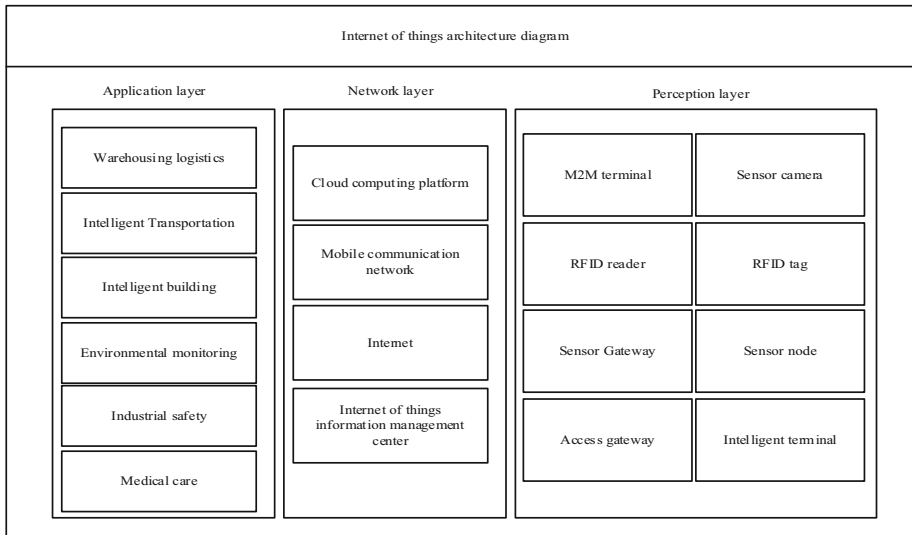 Internet of things architecture diagram
Application layer
Warehousing logistics
Intelligent Transportation
Intelligent building
Environmental monitoring
Industrial safety
Medical care
Network layer
Cloud computing platform
Mobile communication
network
Internet
Internet of things
information management
center
Perception layer
M2M terminal
Sensor camera
RFID reader
RFID tag
Sensor Gateway
Sensor node
Access gateway
Intelligent terminal